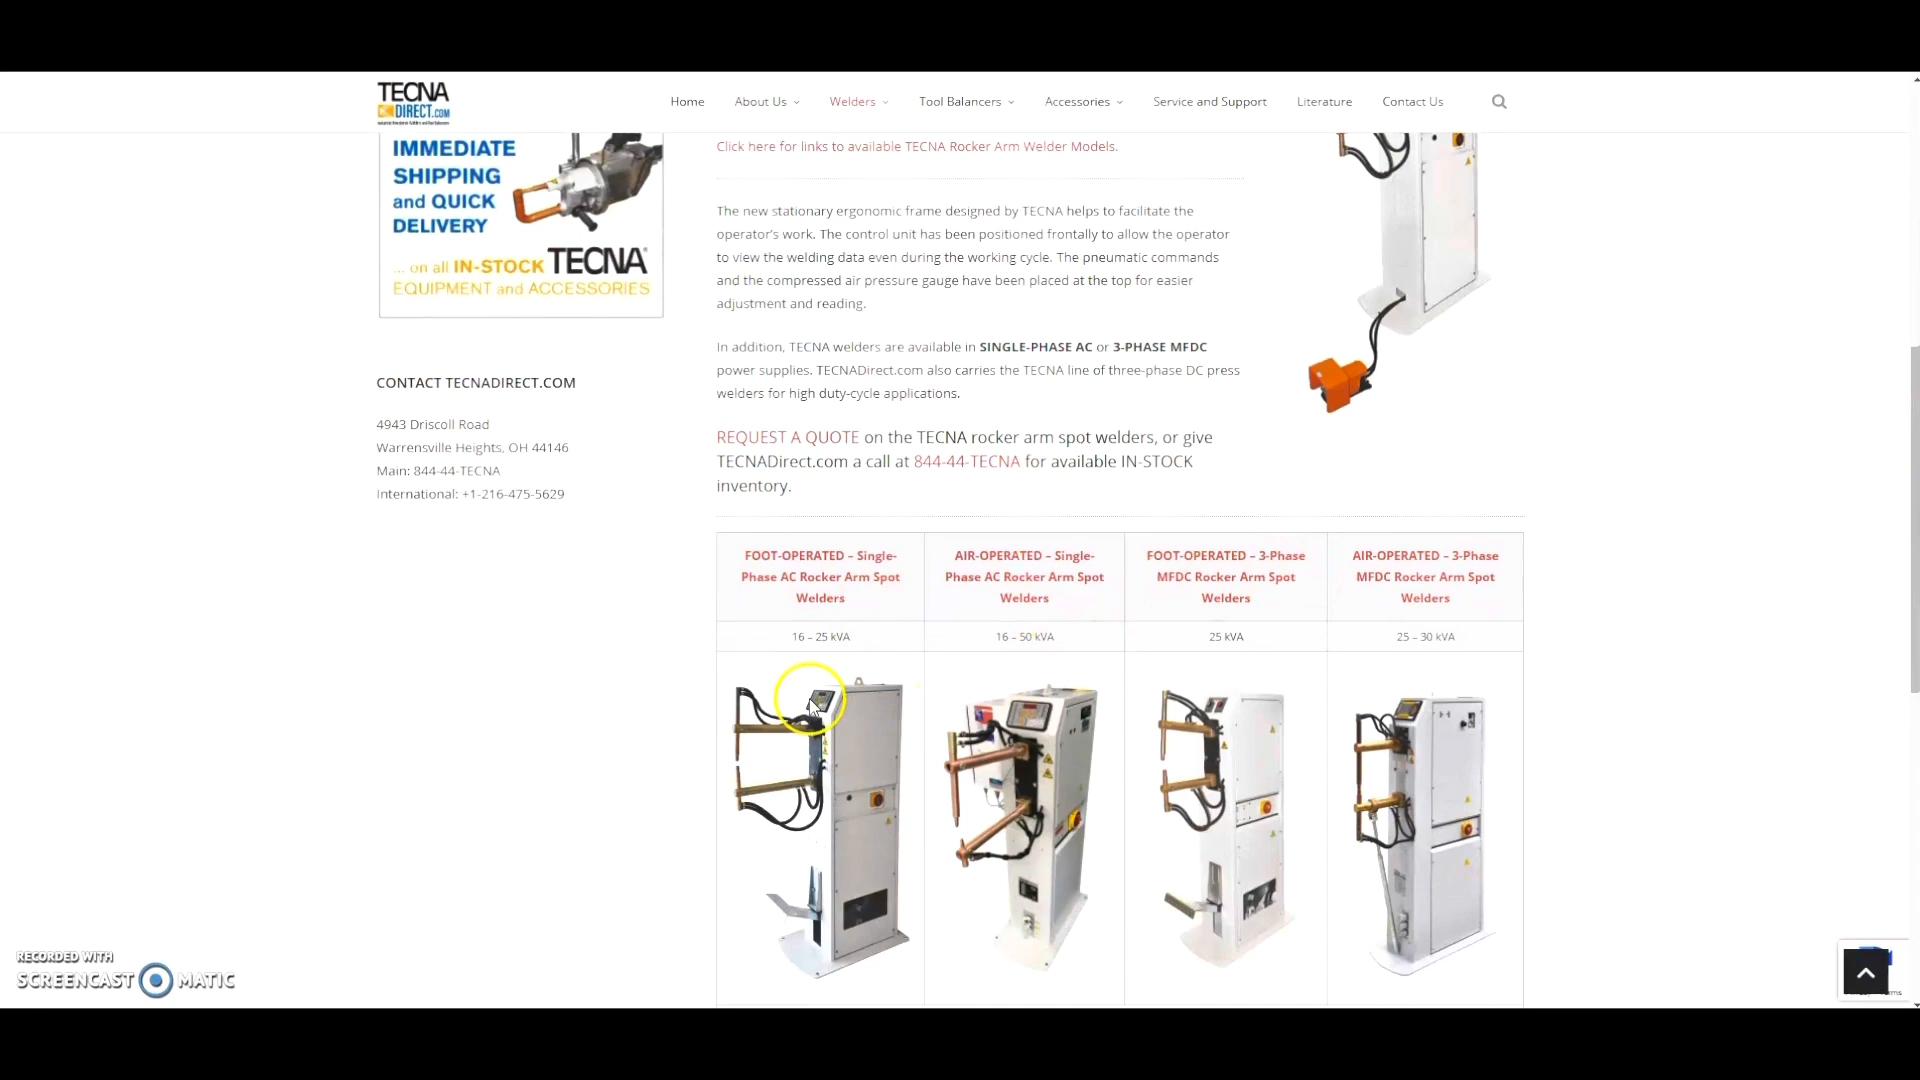 TECNA
DIRECT.COM
Home
About Us
Welders
Tool Balancers
Accessories
Service and Support
Literature
Contact Us
IMMEDIATE
SHIPPING
and QUICK
DELIVERY
... on all IN-STOCK TECNA®
EQUIPMENT and ACCESSORIES
CONTACT TECNADIRECT.COM
4943 Driscoll Road
Warrensville Heights, OH 44146
Main: 844-44-TECNA
International: +1-216-475-5629
Click here for links to available TECNA Rocker Arm Welder Models.
The new stationary ergonomic frame designed by TECNA helps to facilitate the
operator's work. The control unit has been positioned frontally to allow the operator
to view the welding data even during the working cycle. The pneumatic commands
and the compressed air pressure gauge have been placed at the top for easier
adjustment and reading.
In addition, TECNA welders are available in SINGLE-PHASE AC or 3-PHASE MFDC
power supplies. TECNADirect.com also carries the TECNA line of three-phase DC press
welders for high duty-cycle applications.
REQUEST A QUOTE on the TECNA rocker arm spot welders, or give
TECNADirect.com a call at 844-44-TECNA for available IN-STOCK
inventory.
FOOT-OPERATED – Single-
Phase AC Rocker Arm Spot
Welders
AIR-OPERATED – Single-
Phase AC Rocker Arm Spot
Welders
FOOT-OPERATED – 3-Phase
MFDC Rocker Arm Spot
Welders
AIR-OPERATED – 3-Phase
MFDC Rocker Arm Spot
Welders
16 – 25 kVA
16 – 50 kVA
25 kVA
25 – 30 kVA
RECORDED WITH
SCREENCAST MATIC